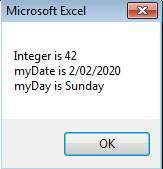 Microsoft Excel
Integer is 42
myDate is 2/02/2020
myDay is Sunday
OK